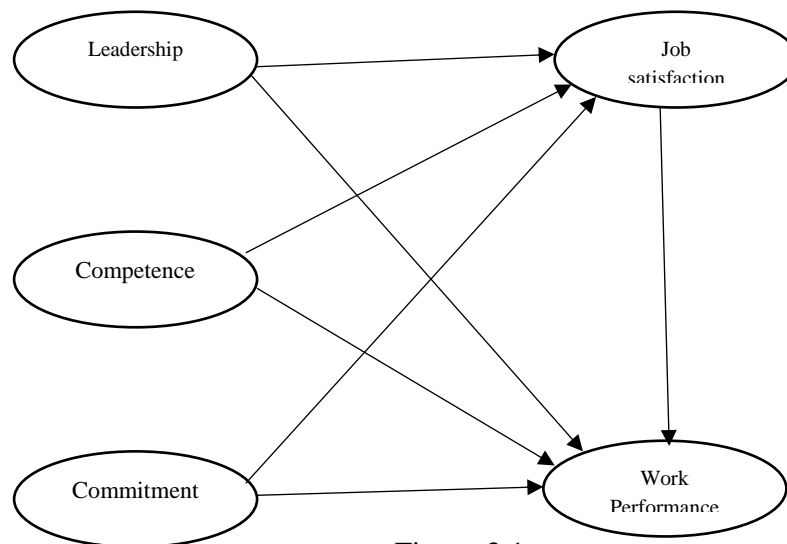 Leadership
Job
satisfaction
Competence
Commitment
Work
Performance